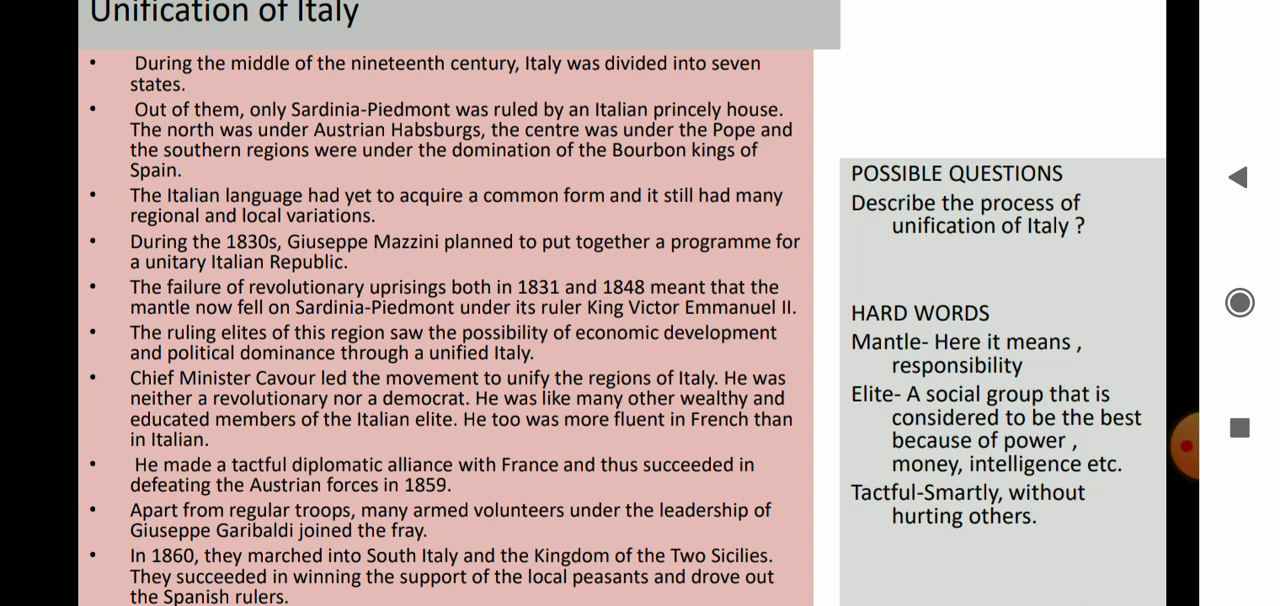 Unification of Italy
• During the middle of the nineteenth century, Italy was divided into seven
states.
• Out of them, only Sardinia-Piedmont was ruled by an Italian princely house.
The north was under Austrian Habsburgs, the centre was under the Pope and
the southern regions were under the domination of the Bourbon kings of
Spain.
• The Italian language had yet to acquire a common form and it still had many
regional and local variations.
• During the 1830s, Giuseppe Mazzini planned to put together a programme for
a unitary Italian Republic.
• The failure of revolutionary uprisings both in 1831 and 1848 meant that the
mantle now fell on Sardinia-Piedmont under its ruler King Victor Emmanuel II.
• The ruling elites of this region saw the possibility of economic development
and political dominance through a unified Italy.
• Chief Minister Cavour led the movement to unify the regions of Italy. He was
neither a revolutionary nor a democrat. He was like many other wealthy and
educated members of the Italian elite. He too was more fluent in French than
in Italian.
• He made a tactful diplomatic alliance with France and thus succeeded in
defeating the Austrian forces in 1859.
• Apart from regular troops, many armed volunteers under the leadership of
Giuseppe Garibaldi joined the fray.
• In 1860, they marched into South Italy and the Kingdom of the Two Sicilies.
They succeeded in winning the support of the local peasants and drove out
the Spanish rulers.
POSSIBLE QUESTIONS
Describe the process of
unification of Italy ?
HARD WORDS
Mantle- Here it means ,
responsibility
Elite- A social group that is
considered to be the best
because of power ,
money, intelligence etc.
Tactful-Smartly, without
hurting others.